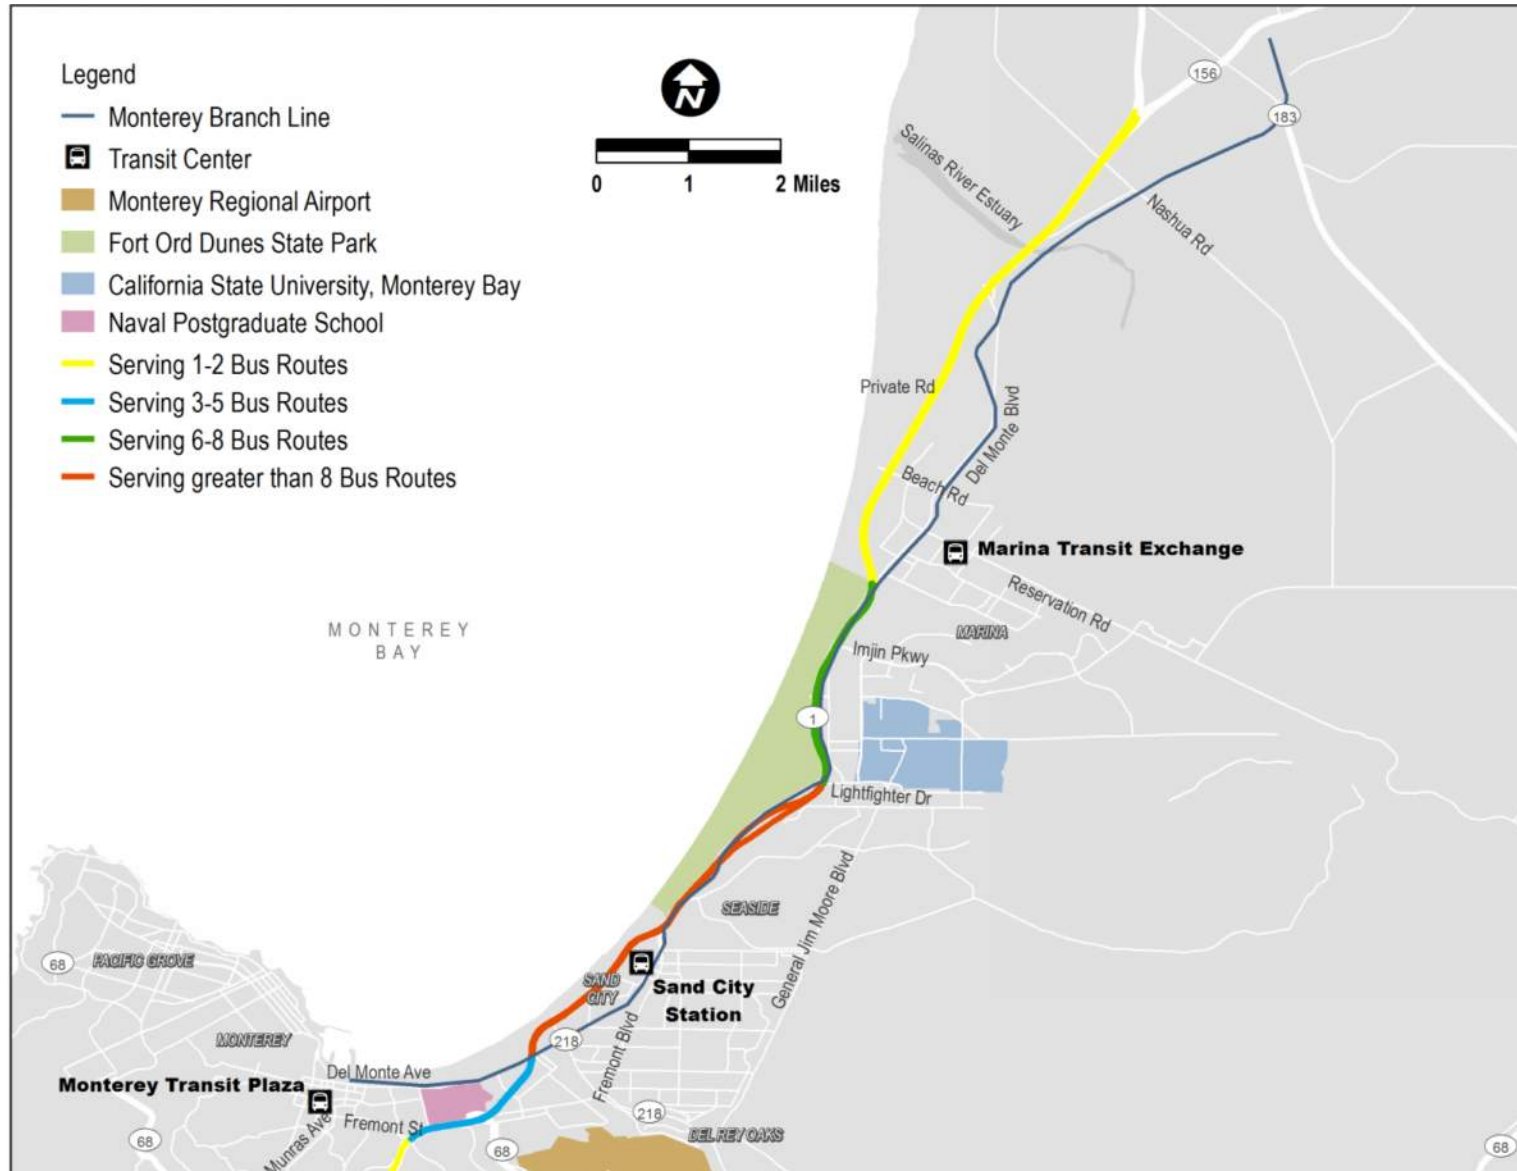 Legend
Monterey Branch Line
Transit Center
Monterey Regional Airport
Fort Ord Dunes State Park
California State University, Monterey Bay
Naval Postgraduate School
Serving 1-2 Bus Routes
Serving 3-5 Bus Routes
Serving 6-8 Bus Routes
Serving greater than 8 Bus Routes
N
0 1 2 Miles
156
183
Salinas River Estuary
Nashua Rd
Private Rd
Del Monte Blvd
Beach Rd
Marina Transit Exchange
Reservation Rd
MONTEREY
BAY
MARINA
Imjin Pkwy
1
Lightfighter Dr
General Jim Moore Blvd
SEASIDE
68
PACIFIC GROVE
SAND
CITY
Sand City
Station
MONTEREY
218
Fremont Blvd
Del Monte Ave
Monterey Transit Plaza
Fremont St
Munras Ave
218
DEL REY OAKS
68
68
68